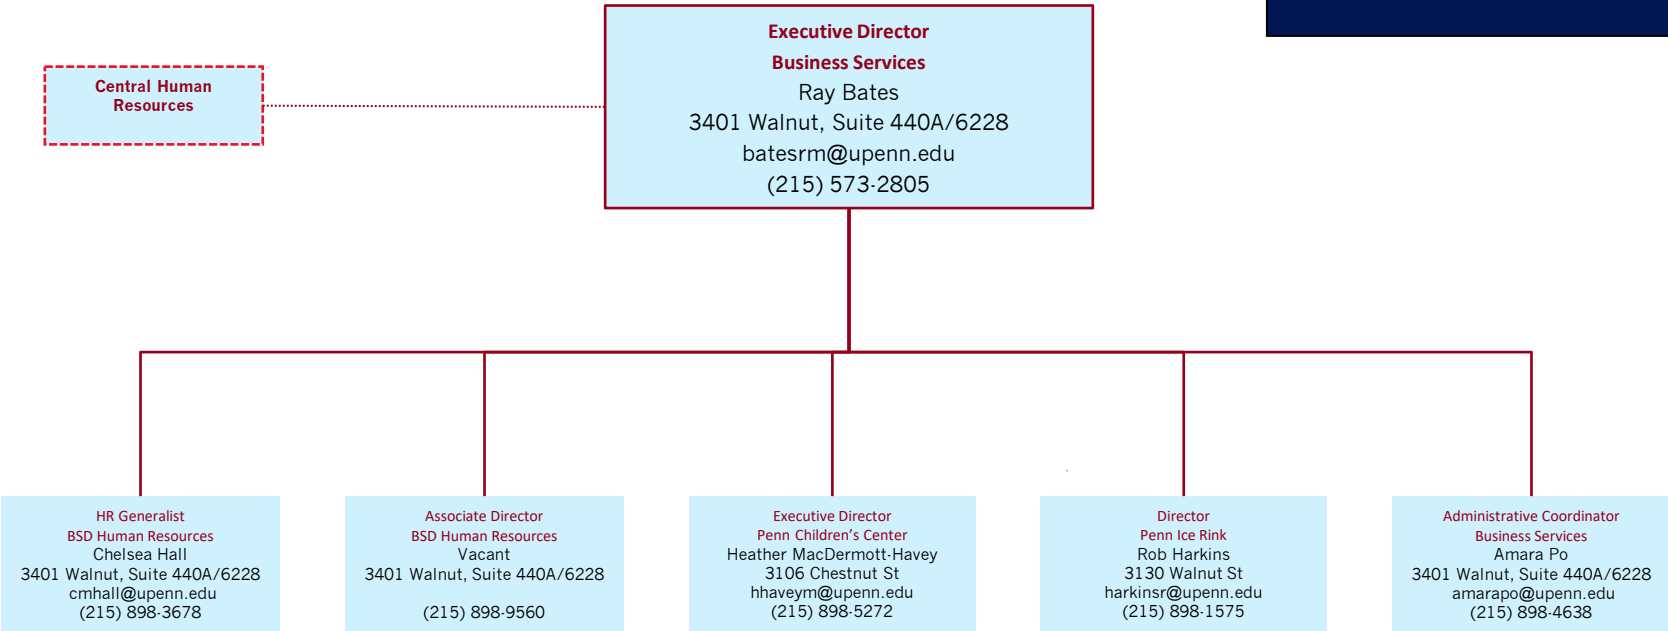 Executive Director
Business Services
Ray Bates
3401 Walnut, Suite 440A/6228
batesrm@upenn.edu
(215) 573-2805
Central Human
Resources
HR Generalist
BSD Human Resources
Chelsea Hall
3401 Walnut, Suite 440A/6228
cmhall@upenn.edu
(215) 898-3678
Associate Director
BSD Human Resources
Vacant
3401 Walnut, Suite 440A/6228
(215) 898-9560
Executive Director
Penn Children’s Center
Heather MacDermott-Havey
3106 Chestnut St
hhaveym@upenn.edu
(215) 898-5272
Director
Penn Ice Rink
Rob Harkins
3130 Walnut St
harkinsr@upenn.edu
(215) 898-1575
Administrative Coordinator
Business Services
Amara Po
3401 Walnut, Suite 440A/6228
amarapo@upenn.edu
(215) 898-4638